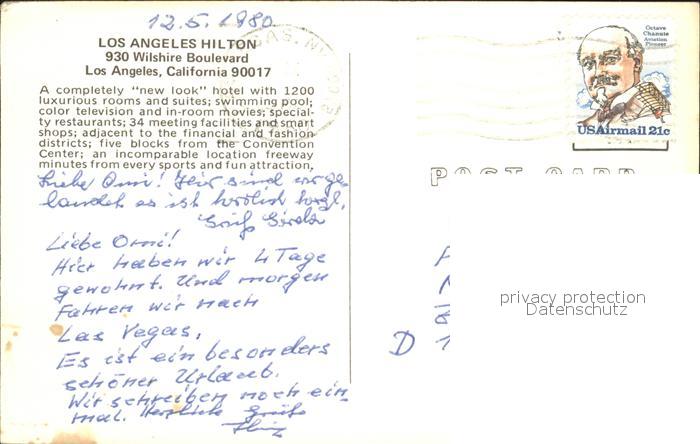 12.5.1980
LOS ANGELES HILTON
930 Wilshire Boulevard
Los Angeles, California 90017
A completely "new look" hotel with 1200
luxurious rooms and suites; swimming pool;
color television and in-room movies; special-
ty restaurants; 34 meeting facilities and smart
shops; adjacent to the financial and fashion
districts; five blocks from the Convention
Center; an incomparable location freeway
minutes from every sports and fun attraction.
Liebe Omi! Hier sind wir ge-
landet es ist herrlich
Gruß
Liebe Omi!
Hier haben wir 4 Tage
gewohnt. Und morgen
Fahren wir nach
Las Vegas.
Es ist ein besonders
schöner Urlaub.
Wir schreiben noch ein-
mal. Herzliche Grüße
Octave
Chanute
Aviation
Pioneer
USAirmail 21c
POST CARD
D 1
privacy protection
Datenschutz